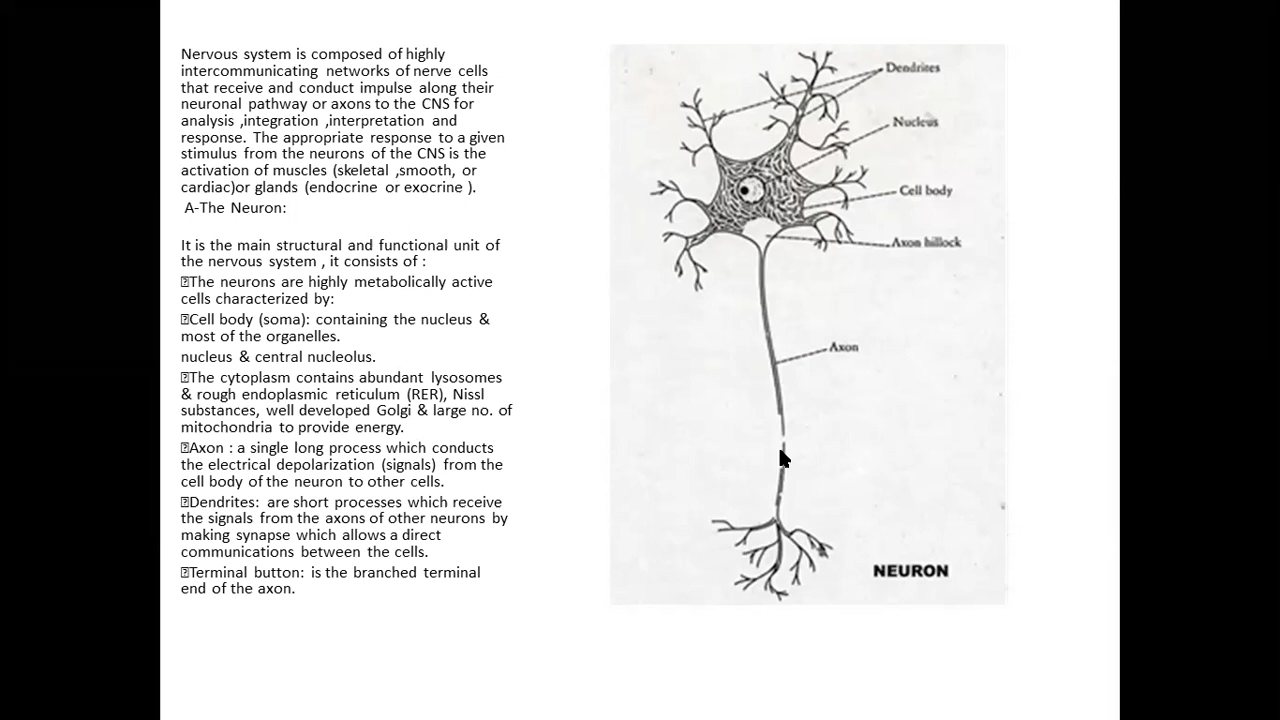 Nervous system is composed of highly
intercommunicating networks of nerve cells
that receive and conduct impulse along their
neuronal pathway or axons to the CNS for
analysis ,integration ,interpretation and
response. The appropriate response to a given
stimulus from the neurons of the CNS is the
activation of muscles (skeletal ,smooth, or
cardiac)or glands (endocrine or exocrine ).
A-The Neuron:
It is the main structural and functional unit of
the nervous system , it consists of :
The neurons are highly metabolically active
cells characterized by:
Cell body (soma): containing the nucleus &
most of the organelles.
nucleus & central nucleolus.
The cytoplasm contains abundant lysosomes
& rough endoplasmic reticulum (RER), Nissl
substances, well developed Golgi & large no. of
mitochondria to provide energy.
Axon : a single long process which conducts
the electrical depolarization (signals) from the
cell body of the neuron to other cells.
Dendrites: are short processes which receive
the signals from the axons of other neurons by
making synapse which allows a direct
communications between the cells.
Terminal button: is the branched terminal
end of the axon.
Dendrites
Nucleus
Cell body
Axon hillock
Axon
NEURON